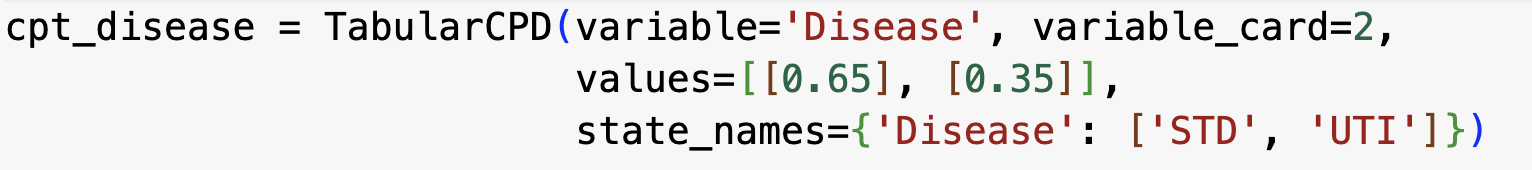 cpt_disease = TabularCPD(variable='Disease', variable_card=2,
values=[[0.65], [0.35]],
state_names={'Disease': ['STD', 'UTI']})